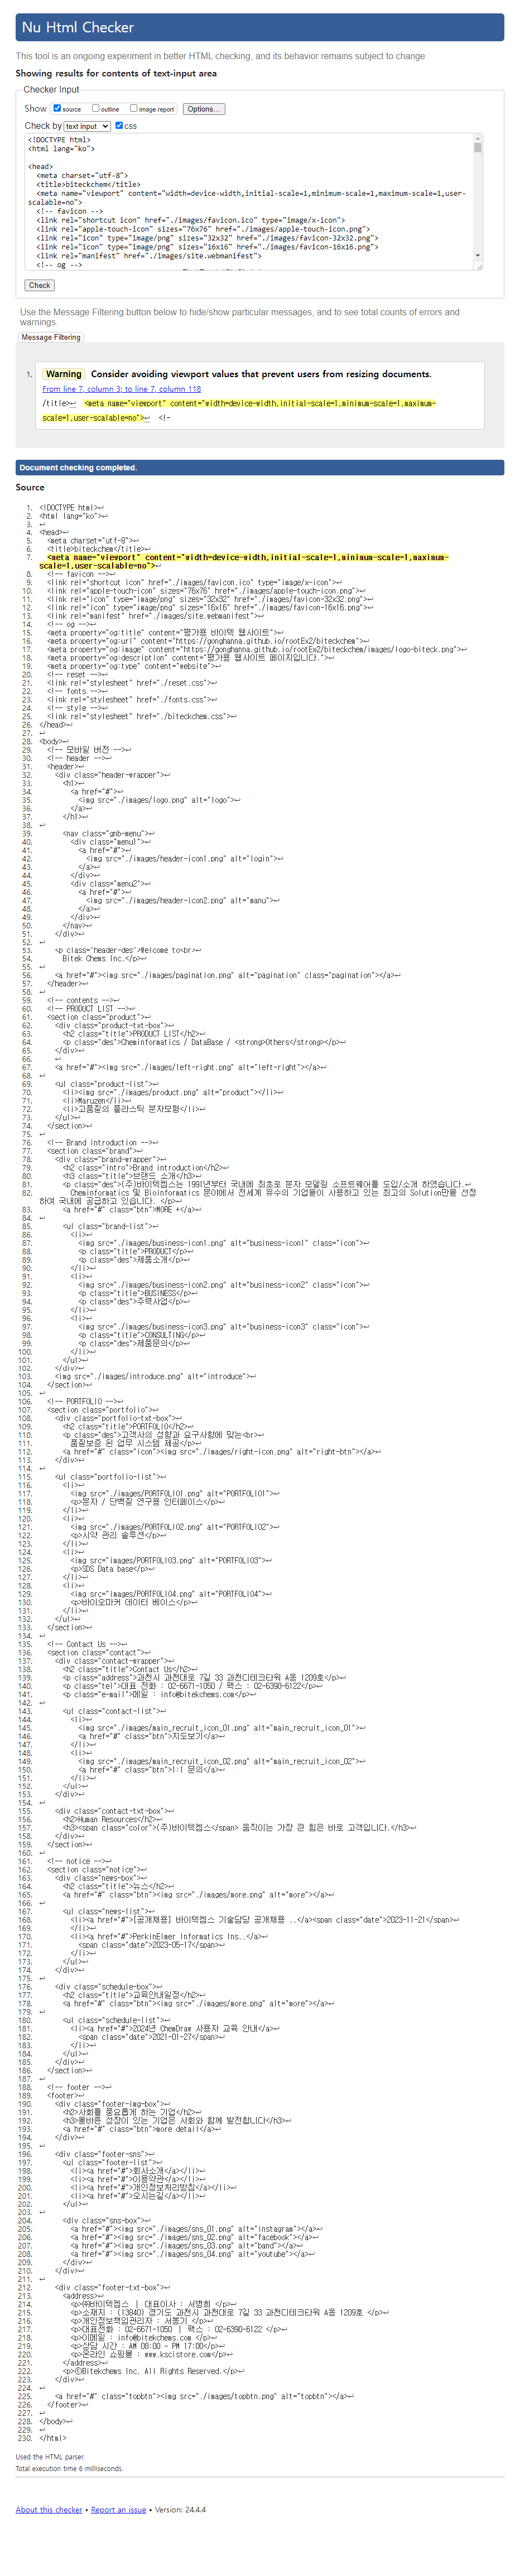 Nu Html Checker
This tool is an ongoing experiment in better HTML checking, and its behavior remains subject to change
Showing results for contents of text-input area
Checker Input
Show source outline image report Options...
Check by text input css
<!DOCTYPE html>
<html lang="ko">
<head>
<meta charset="utf-8">
<title>biteckchem</title>
<meta name="viewport" content="width=device-width,initial-scale=1,minimum-scale=1,maximum-scale=1,user-
scalable=no">
<!-- favicon -->
<link rel="shortcut icon" href="./images/favicon.ico" type="image/x-icon">
<link rel="apple-touch-icon" sizes="76x76" href="./images/apple-touch-icon.png">
<link rel="icon" type="image/png" sizes="32x32" href="./images/favicon-32x32.png">
<link rel="icon" type="image/png" sizes="16x16" href="./images/favicon-16x16.png">
<link rel="manifest" href="./images/site.webmanifest">
<!-- og -->
Check
Use the Message Filtering button below to hide/show particular messages, and to see total counts of errors and
warnings.
Message Filtering
1. Warning Consider avoiding viewport values that prevent users from resizing documents.
From line 7, column 3; to line 7, column 118
/title>↩ <meta name="viewport" content="width=device-width,initial-scale=1,minimum-scale=1,maximum-
scale=1,user-scalable=no">↩ <!-
Document checking completed.
Source
1. <!DOCTYPE html>↩
2. <html lang="ko">↩
3. ↩
4. <head>↩
5. <meta charset="utf-8">↩
6. <title>biteckchem</title>↩
7. <meta name="viewport" content="width=device-width,initial-scale=1,minimum-scale=1,maximum-
scale=1,user-scalable=no">↩
8. <!-- favicon -->↩
9. <link rel="shortcut icon" href="./images/favicon.ico" type="image/x-icon">↩
10. <link rel="apple-touch-icon" sizes="76x76" href="./images/apple-touch-icon.png">↩
11. <link rel="icon" type="image/png" sizes="32x32" href="./images/favicon-32x32.png">↩
12. <link rel="icon" type="image/png" sizes="16x16" href="./images/favicon-16x16.png">↩
13. <link rel="manifest" href="./images/site.webmanifest">↩
14. <!-- og -->↩
15. <meta property="og:title" content="평가용 바이텍 웹사이트">↩
16. <meta property="og:url" content="https://gonghanna.github.io/rootEx2/biteckchem">↩
17. <meta property="og:image" content="https://gonghanna.github.io/rootEx2/biteckchem/images/logo-biteck.png">↩
18. <meta property="og:description" content="평가용 웹사이트 페이지입니다.">↩
19. <meta property="og:type" content="website">↩
20. <!-- reset -->↩
21. <link rel="stylesheet" href="./reset.css">↩
22. <!-- fonts -->↩
23. <link rel="stylesheet" href="./fonts.css">↩
24. <!-- style -->↩
25. <link rel="stylesheet" href="./biteckchem.css">↩
26. </head>↩
27. ↩
28. <body>↩
29. <!-- 모바일 버전 -->↩
30. <!-- header -->↩
31. <header>↩
32. <div class="header-wrapper">↩
33. <h1>↩
34. <a href="#">↩
35. <img src="./images/logo.png" alt="logo">↩
36. </a>↩
37. </h1>↩
38. ↩
39. <nav class="gnb-menu">↩
40. <div class="menu1">↩
41. <a href="#">↩
42. <img src="./images/header-icon1.png" alt="login">↩
43. </a>↩
44. </div>↩
45. <div class="menu2">↩
46. <a href="#">↩
47. <img src="./images/header-icon2.png" alt="manu">↩
48. </a>↩
49. </div>↩
50. </nav>↩
51. </div>↩
52. ↩
53. <p class="header-des">Welcome to<br>↩
54. Bitek Chems Inc.</p>↩
55. ↩
56. <a href="#"><img src="./images/pagination.png" alt="pagination" class="pagination"></a>↩
57. </header>↩
58. ↩
59. <!-- contents -->↩
60. <!-- PRODUCT LIST -->↩
61. <section class="product">↩
62. <div class="product-txt-box">↩
63. <h2 class="title">PRODUCT LIST</h2>↩
64. <p class="des">Cheminformatics / DataBase / <strong>Others</strong></p>↩
65. </div>↩
66. ↩
67. <a href="#"><img src="./images/left-right.png" alt="left-right"></a>↩
68. ↩
69. <ul class="product-list">↩
70. <li><img src="./images/product.png" alt="product"></li>↩
71. <li>Maruzen</li>↩
72. <li>고품질의 플라스틱 분자모형</li>↩
73. </ul>↩
74. </section>↩
75. ↩
76. <!-- Brand introduction -->↩
77. <section class="brand">↩
78. <div class="brand-wrapper">↩
79. <h2 class="intro">Brand introduction</h2>↩
80. <h3 class="title">브랜드 소개</h3>↩
81. <p class="des">(주)바이텍켐스는 1991년부터 국내에 최초로 분자 모델링 소프트웨어를 도입/소개 하였습니다.↩
82. Cheminformatics 및 Bioinformatics 분야에서 전세계 유수의 기업들이 사용하고 있는 최고의 Solution만을 선정
하여 국내에 공급하고 있습니다. </p>↩
83. <a href="#" class="btn">MORE +</a>↩
84. ↩
85. <ul class="brand-list">↩
86. <li>↩
87. <img src="./images/business-icon1.png" alt="business-icon1" class="icon">↩
88. <p class="title">PRODUCT</p>↩
89. <p class="des">제품소개</p>↩
90. </li>↩
91. <li>↩
92. <img src="./images/business-icon2.png" alt="business-icon2" class="icon">↩
93. <p class="title">BUSINESS</p>↩
94. <p class="des">주력사업</p>↩
95. </li>↩
96. <li>↩
97. <img src="./images/business-icon3.png" alt="business-icon3" class="icon">↩
98. <p class="title">CONSULTING</p>↩
99. <p class="des">제품문의</p>↩
100. </li>↩
101. </ul>↩
102. </div>↩
103. <img src="./images/introduce.png" alt="introduce">↩
104. </section>↩
105. ↩
106. <!-- PORTFOLIO -->↩
107. <section class="portfolio">↩
108. <div class="portfolio-txt-box">↩
109. <h2 class="title">PORTFOLIO</h2>↩
110. <p class="des">고객사의 성향과 요구사항에 맞는<br>↩
111. 품질보증 된 업무 시스템 제공</p>↩
112. <a href="#" class="icon"><img src="./images/right-icon.png" alt="right-btn"></a>↩
113. </div>↩
114. ↩
115. <ul class="portfolio-list">↩
116. <li>↩
117. <img src="images/PORTFOLIO1.png" alt="PORTFOLIO1">↩
118. <p>분자 / 단백질 연구용 인터페이스</p>↩
119. </li>↩
120. <li>↩
121. <img src="./images/PORTFOLIO2.png" alt="PORTFOLIO2">↩
122. <p>시약 관리 솔루션</p>↩
123. </li>↩
124. <li>↩
125. <img src="images/PORTFOLIO3.png" alt="PORTFOLIO3">↩
126. <p>SDS Data base</p>↩
127. </li>↩
128. <li>↩
129. <img src="images/PORTFOLIO4.png" alt="PORTFOLIO4">↩
130. <p>바이오마커 데이터 베이스</p>↩
131. </li>↩
132. </ul>↩
133. </section>↩
134. ↩
135. <!-- Contact Us -->↩
136. <section class="contact">↩
137. <div class="contact-wrapper">↩
138. <h2 class="title">Contact Us</h2>↩
139. <p class="address">과천시 과천대로 7길 33 과천디테크타워 A동 1209호</p>↩
140. <p class="tel">대표 전화 : 02-6671-1050 / 팩스 : 02-6390-6122</p>↩
141. <p class="e-mail">메일 : info@bitekchems.com</p>↩
142. ↩
143. <ul class="contact-list">↩
144. <li>↩
145. <img src="./images/main_recruit_icon_01.png" alt="main_recruit_icon_01">↩
146. <a href="#" class="btn">지도보기</a>↩
147. </li>↩
148. <li>↩
149. <img src="./images/main_recruit_icon_02.png" alt="main_recruit_icon_02">↩
150. <a href="#" class="btn">1:1 문의</a>↩
151. </li>↩
152. </ul>↩
153. </div>↩
154. ↩
155. <div class="contact-txt-box">↩
156. <h2>Human Resources</h2>↩
157. <h3><span class="color">(주)바이텍켐스</span> 움직이는 가장 큰 힘은 바로 고객입니다.</h3>↩
158. </div>↩
159. </section>↩
160. ↩
161. <!-- notice -->↩
162. <section class="notice">↩
163. <div class="news-box">↩
164. <h2 class="title">뉴스</h2>↩
165. <a href="#" class="btn"><img src="./images/more.png" alt="more"></a>↩
166. ↩
167. <ul class="news-list">↩
168. <li><a href="#">[공개채용] 바이텍켐스 기술담당 공개채용 ..</a><span class="date">2023-11-21</span>↩
169. </li>↩
170. <li><a href="#">PerkinElmer Informatics Ins..</a>↩
171. <span class="date">2023-05-17</span>↩
172. </li>↩
173. </ul>↩
174. </div>↩
175. ↩
176. <div class="schedule-box">↩
177. <h2 class="title">교육안내일정</h2>↩
178. <a href="#" class="btn"><img src="./images/more.png" alt="more"></a>↩
179. ↩
180. <ul class="schedule-list">↩
181. <li><a href="#">2024년 ChemDraw 사용자 교육 안내</a>↩
182. <span class="date">2021-01-27</span>↩
183. </li>↩
184. </ul>↩
185. </div>↩
186. </section>↩
187. ↩
188. <!-- footer -->↩
189. <footer>↩
190. <div class="footer-img-box">↩
191. <h2>사회를 풍요롭게 하는 기업</h2>↩
192. <h3>올바른 성장이 있는 기업은 사회와 함께 발전합니다</h3>↩
193. <a href="#" class="btn">more detail</a>↩
194. </div>↩
195. ↩
196. <div class="footer-sns">↩
197. <ul class="footer-list">↩
198. <li><a href="#">회사소개</a></li>↩
199. <li><a href="#">이용약관</a></li>↩
200. <li><a href="#">개인정보처리방침</a></li>↩
201. <li><a href="#">오시는길</a></li>↩
202. </ul>↩
203. ↩
204. <div class="sns-box">↩
205. <a href="#"><img src="./images/sns_01.png" alt="instagram"></a>↩
206. <a href="#"><img src="./images/sns_02.png" alt="facebook"></a>↩
207. <a href="#"><img src="./images/sns_03.png" alt="band"></a>↩
208. <a href="#"><img src="./images/sns_04.png" alt="youtube"></a>↩
209. </div>↩
210. </div>↩
211. ↩
212. <div class="footer-txt-box">↩
213. <address>↩
214. <p>㈜바이텍켐스 | 대표이사 : 서병희 </p>↩
215. <p>소재지 : (13840) 경기도 과천시 과천대로 7길 33 과천디테크타워 A동 1209호 </p>↩
216. <p>개인정보책임관리자 : 서동기 </p>↩
217. <p>대표전화 : 02-6671-1050 | 팩스 : 02-6390-6122 </p>↩
218. <p>이메일 : info@bitekchems.com </p>↩
219. <p>상담 시간 : AM 08:00 ~ PM 17:00</p>↩
220. <p>온라인 쇼핑몰 : www.kscistore.com</p>↩
221. </address>↩
222. <p>ⓒBitekchems Inc. All Rights Reserved.</p>↩
223. </div>↩
224. ↩
225. <a href="#" class="topbtn"><img src="./images/topbtn.png" alt="topbtn"></a>↩
226. </footer>↩
227. ↩
228. </body>↩
229. ↩
230. </html>
Used the HTML parser.
Total execution time 6 milliseconds.
About this checker • Report an issue • Version: 24.4.4